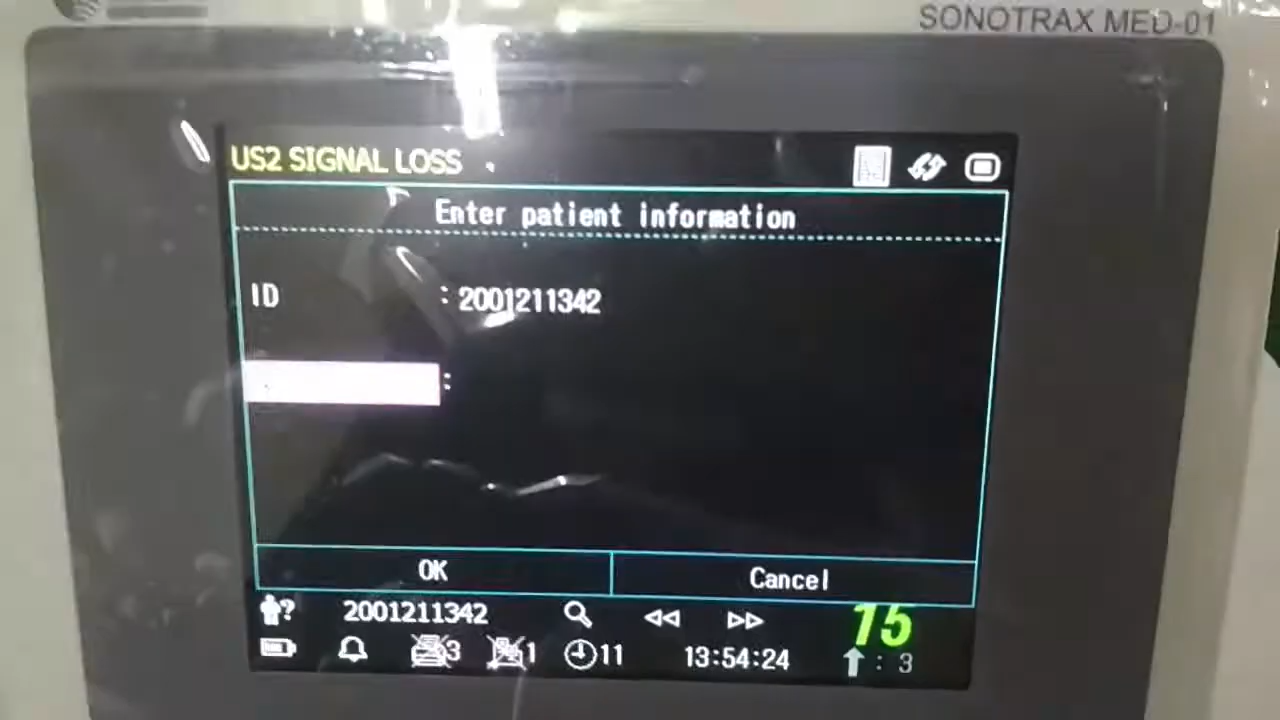 SONOTRAX MED-01
US2 SIGNAL LOSS
Enter patient information
ID : 2001211342
:
OK Cancel
? 2001211342
75
3 1 11 13:54:24 : 3